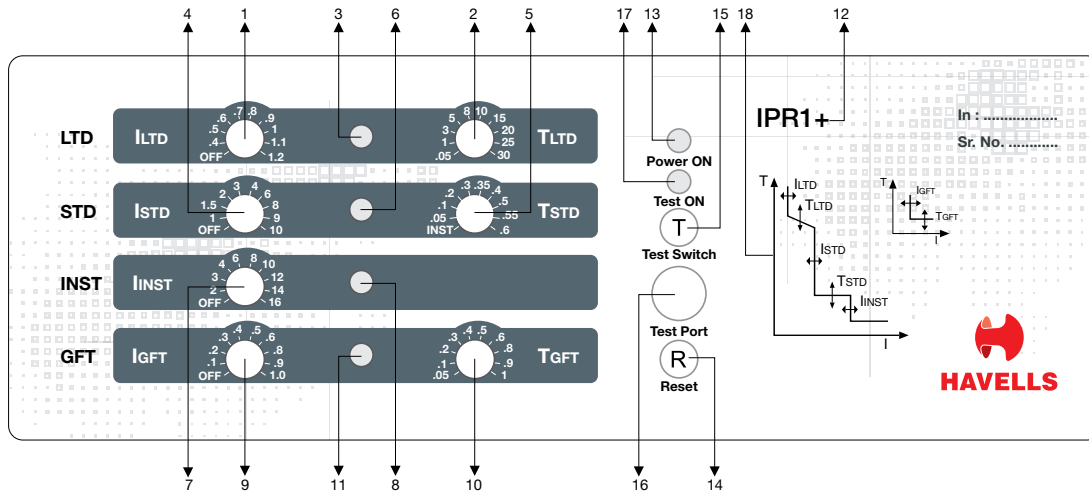 4 1 3 6 2 5 17 13 15 18 12
LTD ILTD OFF .4 .5 .6 .7 .8 .9 1 1.1 1.2 .05 1 3 5 8 10 15 20 25 30 TLTD
STD ISTD OFF 1 1.5 2 3 4 6 8 9 10 INST .05 .1 .2 .3 .35 .4 .5 .55 .6 TSTD
INST IINST OFF 2 3 4 6 8 10 12 14 16
GFT IGFT OFF .1 .2 .3 .4 .5 .6 .8 .9 1.0 .05 .1 .2 .3 .4 .5 .6 .8 .9 1 TGFT
Power ON
Test ON
T
Test Switch
Test Port
R
Reset
IPR1+
In : ...................
Sr. No. ............
T ILTD
TLTD
ISTD
TSTD
IINST
I
T IGFT
TGFT
I
HAVELLS
7 9 11 8 10 16 14